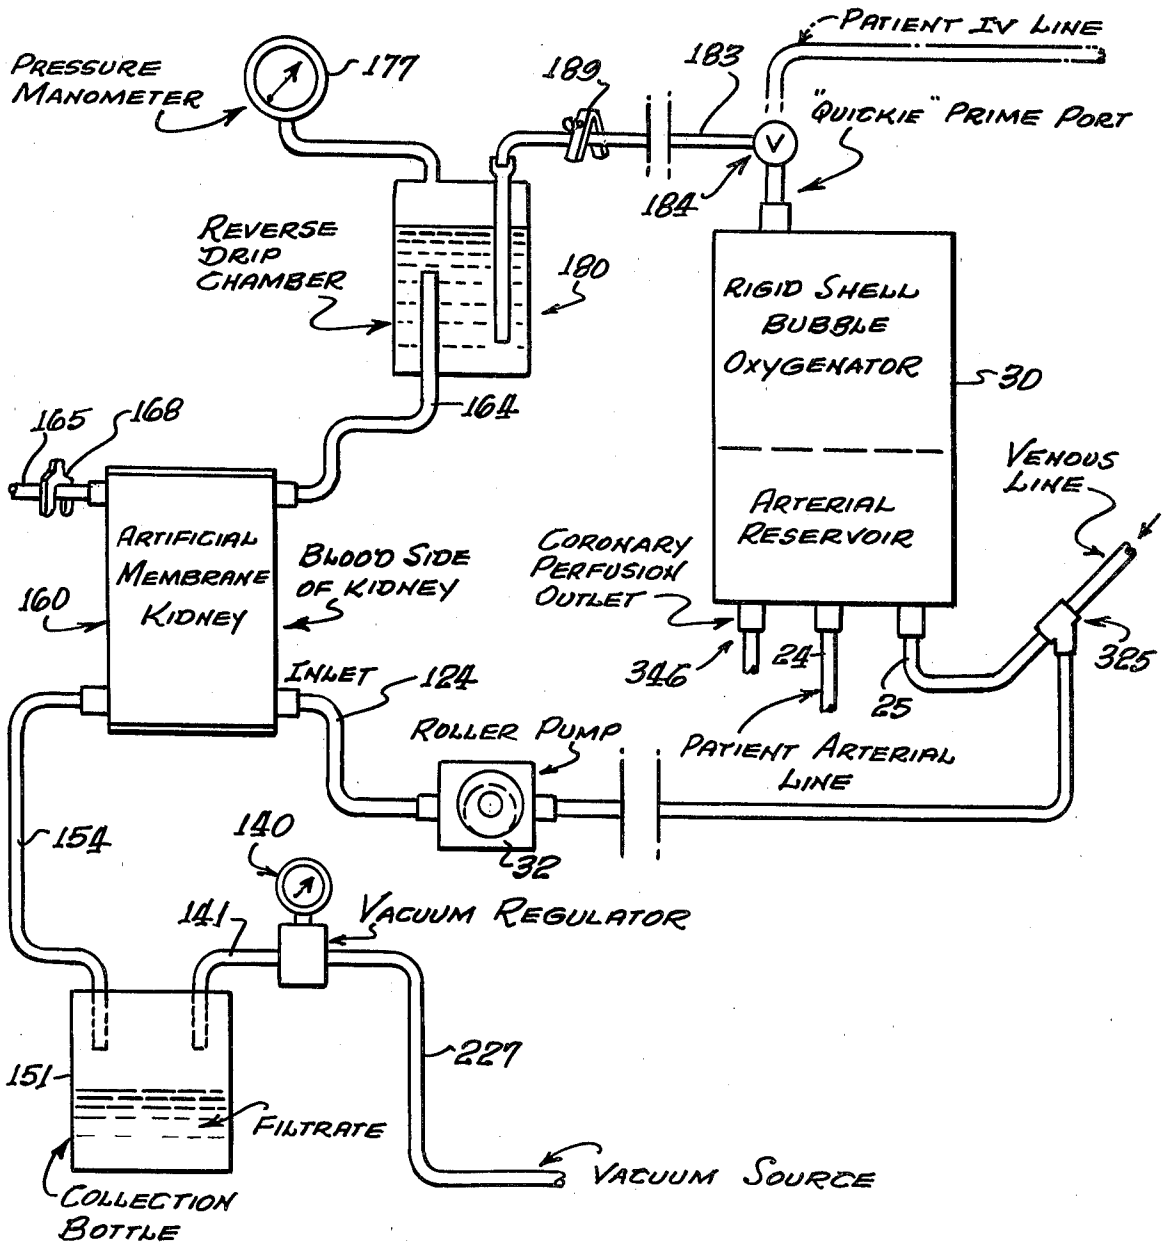 PATIENT IV LINE
PRESSURE
MANOMETER
177
189
183
"QUICKIE" PRIME PORT
V
184
REVERSE
DRIP
CHAMBER
180
RIGID SHELL
BUBBLE
OXYGENATOR
30
164
165
168
VENOUS
LINE
ARTERIAL
RESERVOIR
ARTIFICIAL
MEMBRANE
KIDNEY
160
BLOOD SIDE
OF KIDNEY
CORONARY
PERFUSION
OUTLET
346
24
25
325
INLET
124
ROLLER PUMP
PATIENT ARTERIAL
LINE
32
154
140
141
VACUUM REGULATOR
227
151
FILTRATE
VACUUM SOURCE
COLLECTION
BOTTLE